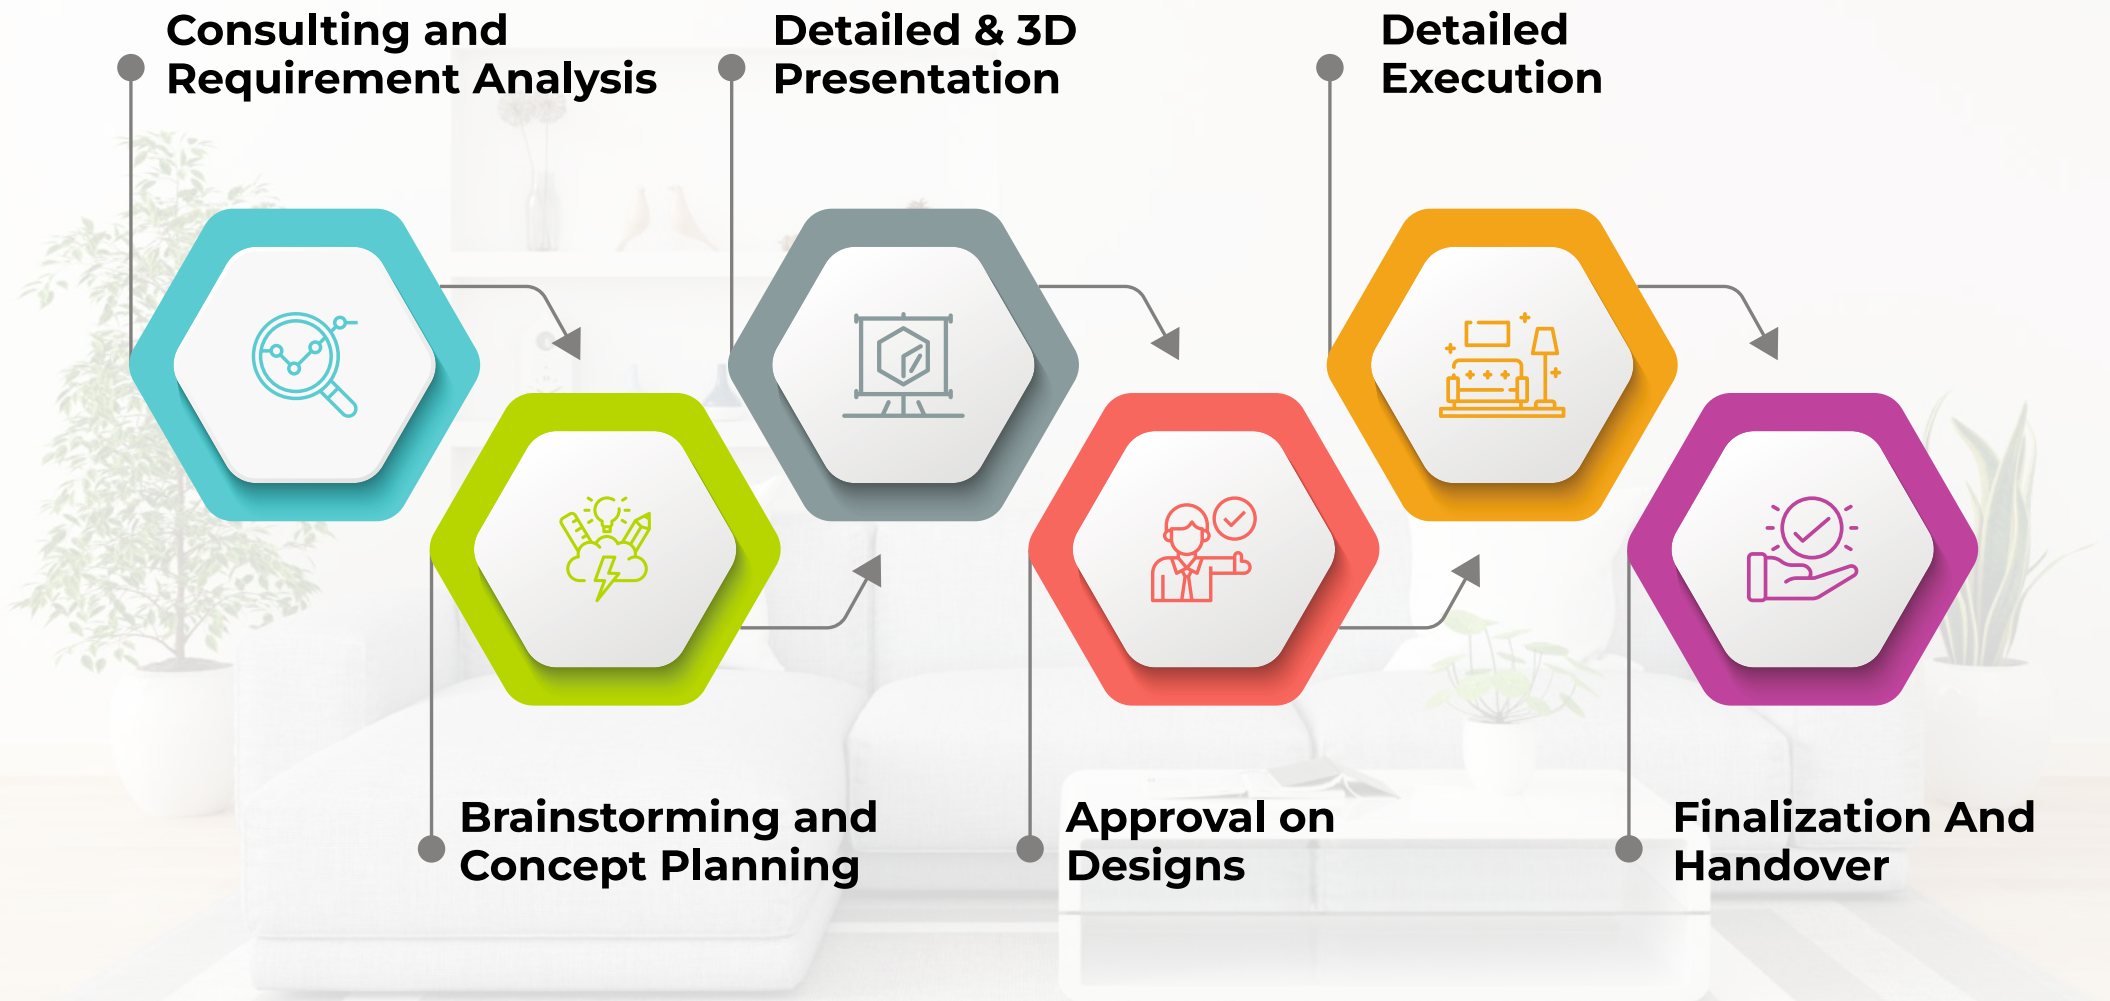 Consulting and
Requirement Analysis
Brainstorming and
Concept Planning
Detailed & 3D
Presentation
Approval on
Designs
Detailed
Execution
Finalization And
Handover